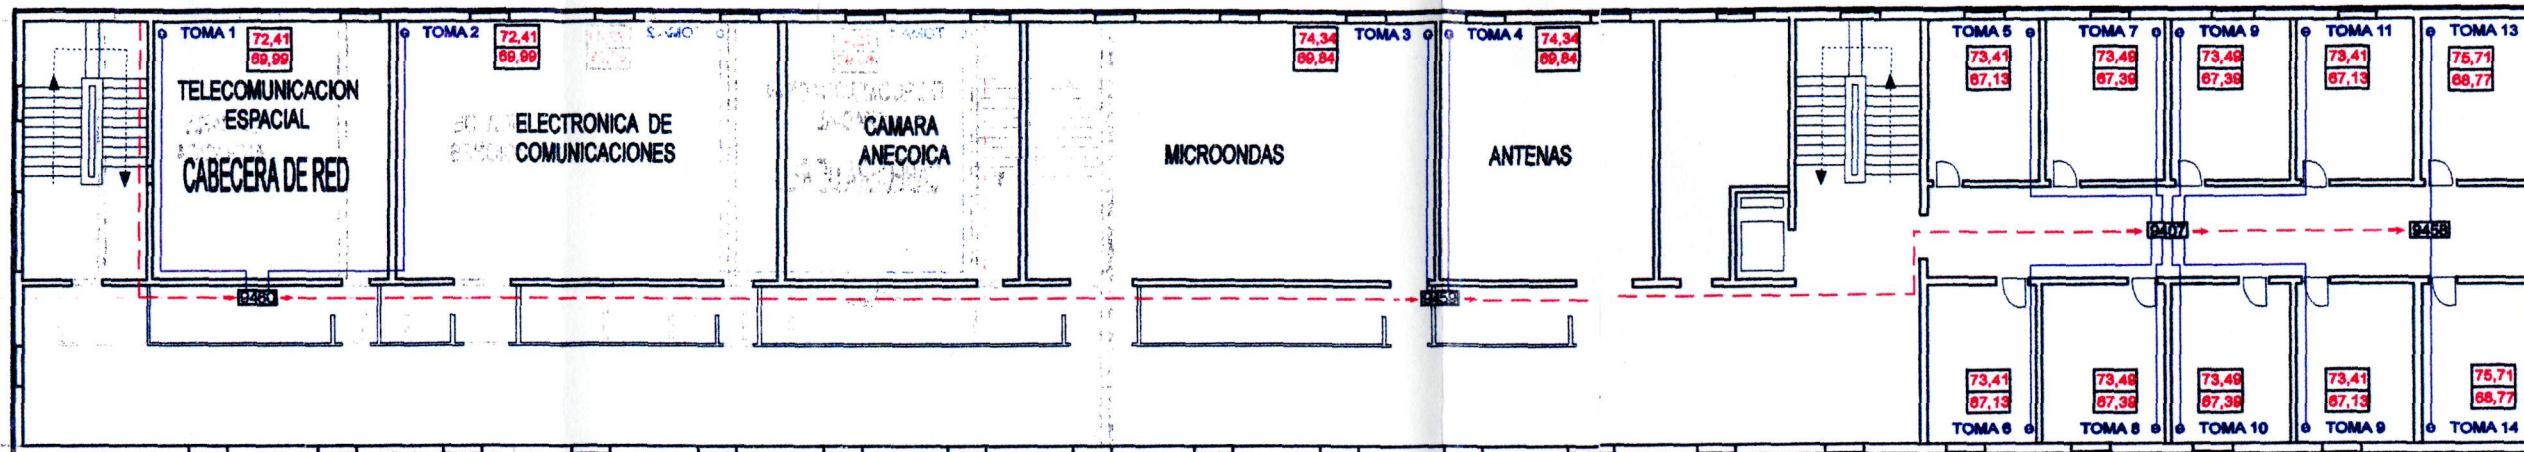 TOMA 1
72,41
69,99
TELECOMUNICACION
ESPACIAL
CABECERA DE RED
TOMA 2
72,41
69,99
ELECTRONICA DE
COMUNICACIONES
CAMARA
ANECOICA
74,34
69,84
TOMA 3
MICROONDAS
TOMA 4
74,34
69,84
ANTENAS
TOMA 5
73,41
67,13
TOMA 7
73,49
67,39
TOMA 9
73,49
67,39
TOMA 11
73,41
67,13
TOMA 13
75,71
68,77
9460
9459
9407
9458
73,41
67,13
TOMA 6
73,49
67,39
TOMA 8
73,49
67,39
TOMA 10
73,41
67,13
TOMA 9
75,71
68,77
TOMA 14